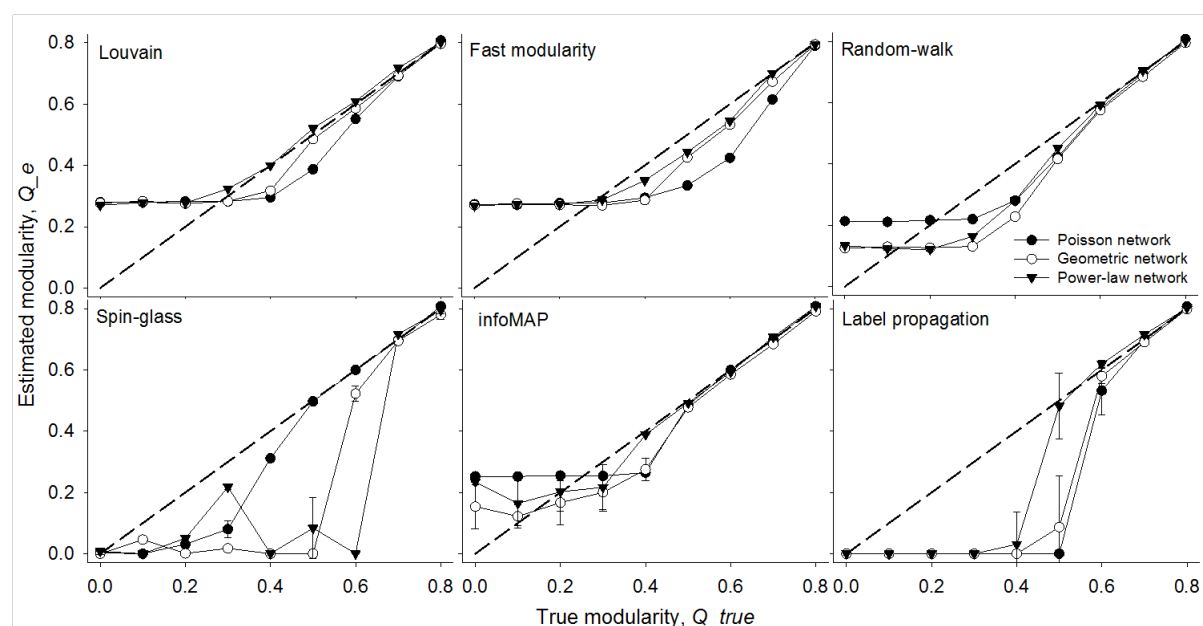 Louvain
Fast modularity
Random-walk
0.8
0.6
0.4
0.2
0.0
Poisson network
Geometric network
Power-law network
Spin-glass
infoMAP
Label propagation
0.8
0.6
0.4
0.2
0.0
Estimated modularity, Q_e
0.0 0.2 0.4 0.6 0.8 0.0 0.2 0.4 0.6 0.8 0.0 0.2 0.4 0.6 0.8
True modularity, Q_true